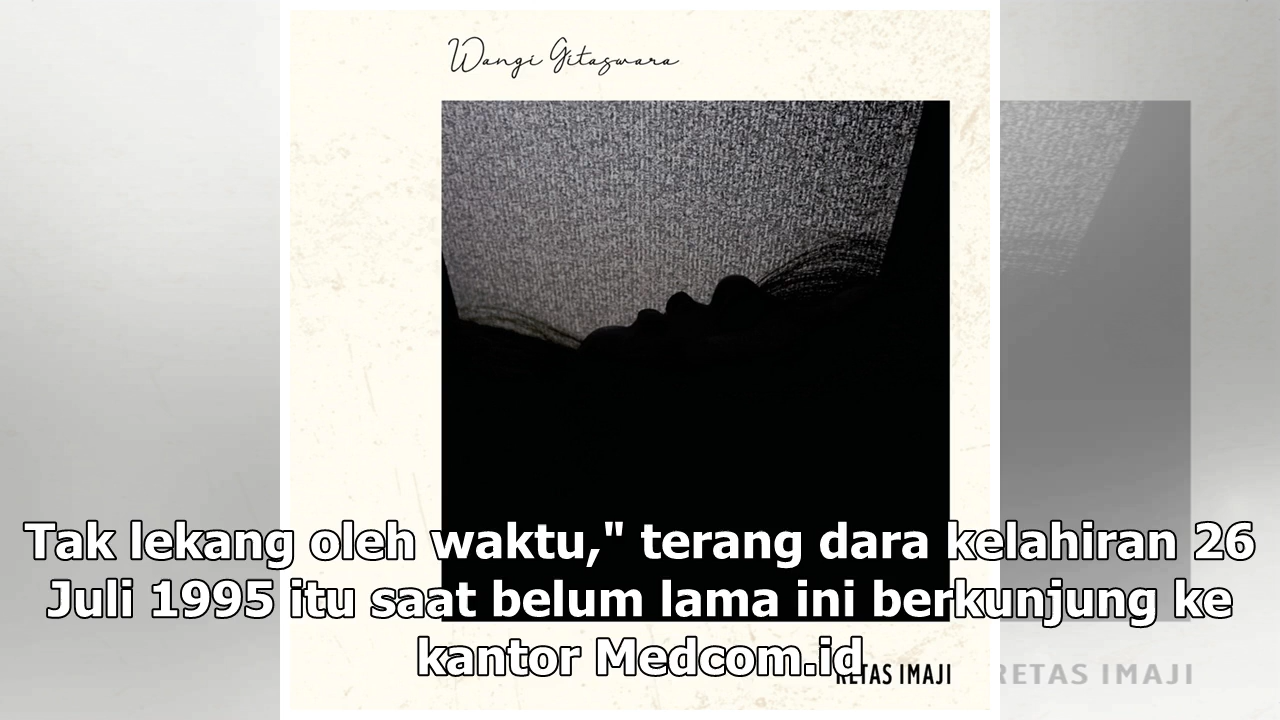 Wangi Gitaswara
Tak lekang oleh waktu," terang dara kelahiran 26
Juli 1995 itu saat belum lama ini berkunjung ke
kantor Medcom.id
RETAS IMAJI
RETAS IMAJI